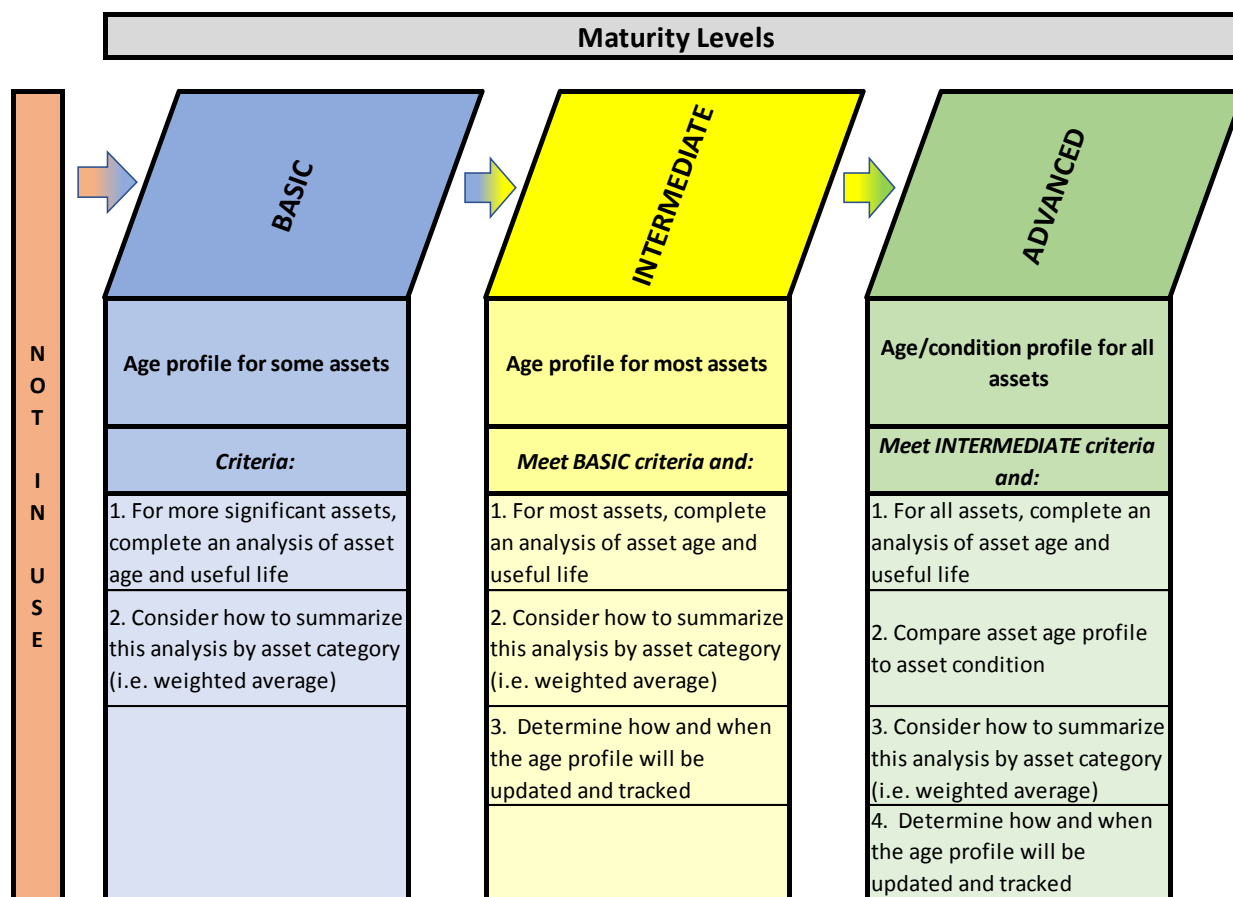 Maturity Levels
NOT IN USE
BASIC
Age profile for some assets
Criteria:
1. For more significant assets,
complete an analysis of asset
age and useful life
2. Consider how to summarize
this analysis by asset category
(i.e. weighted average)
INTERMEDIATE
Age profile for most assets
Meet BASIC criteria and:
1. For most assets, complete
an analysis of asset age and
useful life
2. Consider how to summarize
this analysis by asset category
(i.e. weighted average)
3.  Determine how and when
the age profile will be
updated and tracked
ADVANCED
Age/condition profile for all
assets
Meet INTERMEDIATE criteria
and:
1. For all assets, complete an
analysis of asset age and
useful life
2. Compare asset age profile
to asset condition
3. Consider how to summarize
this analysis by asset category
(i.e. weighted average)
4.  Determine how and when
the age profile will be
updated and tracked